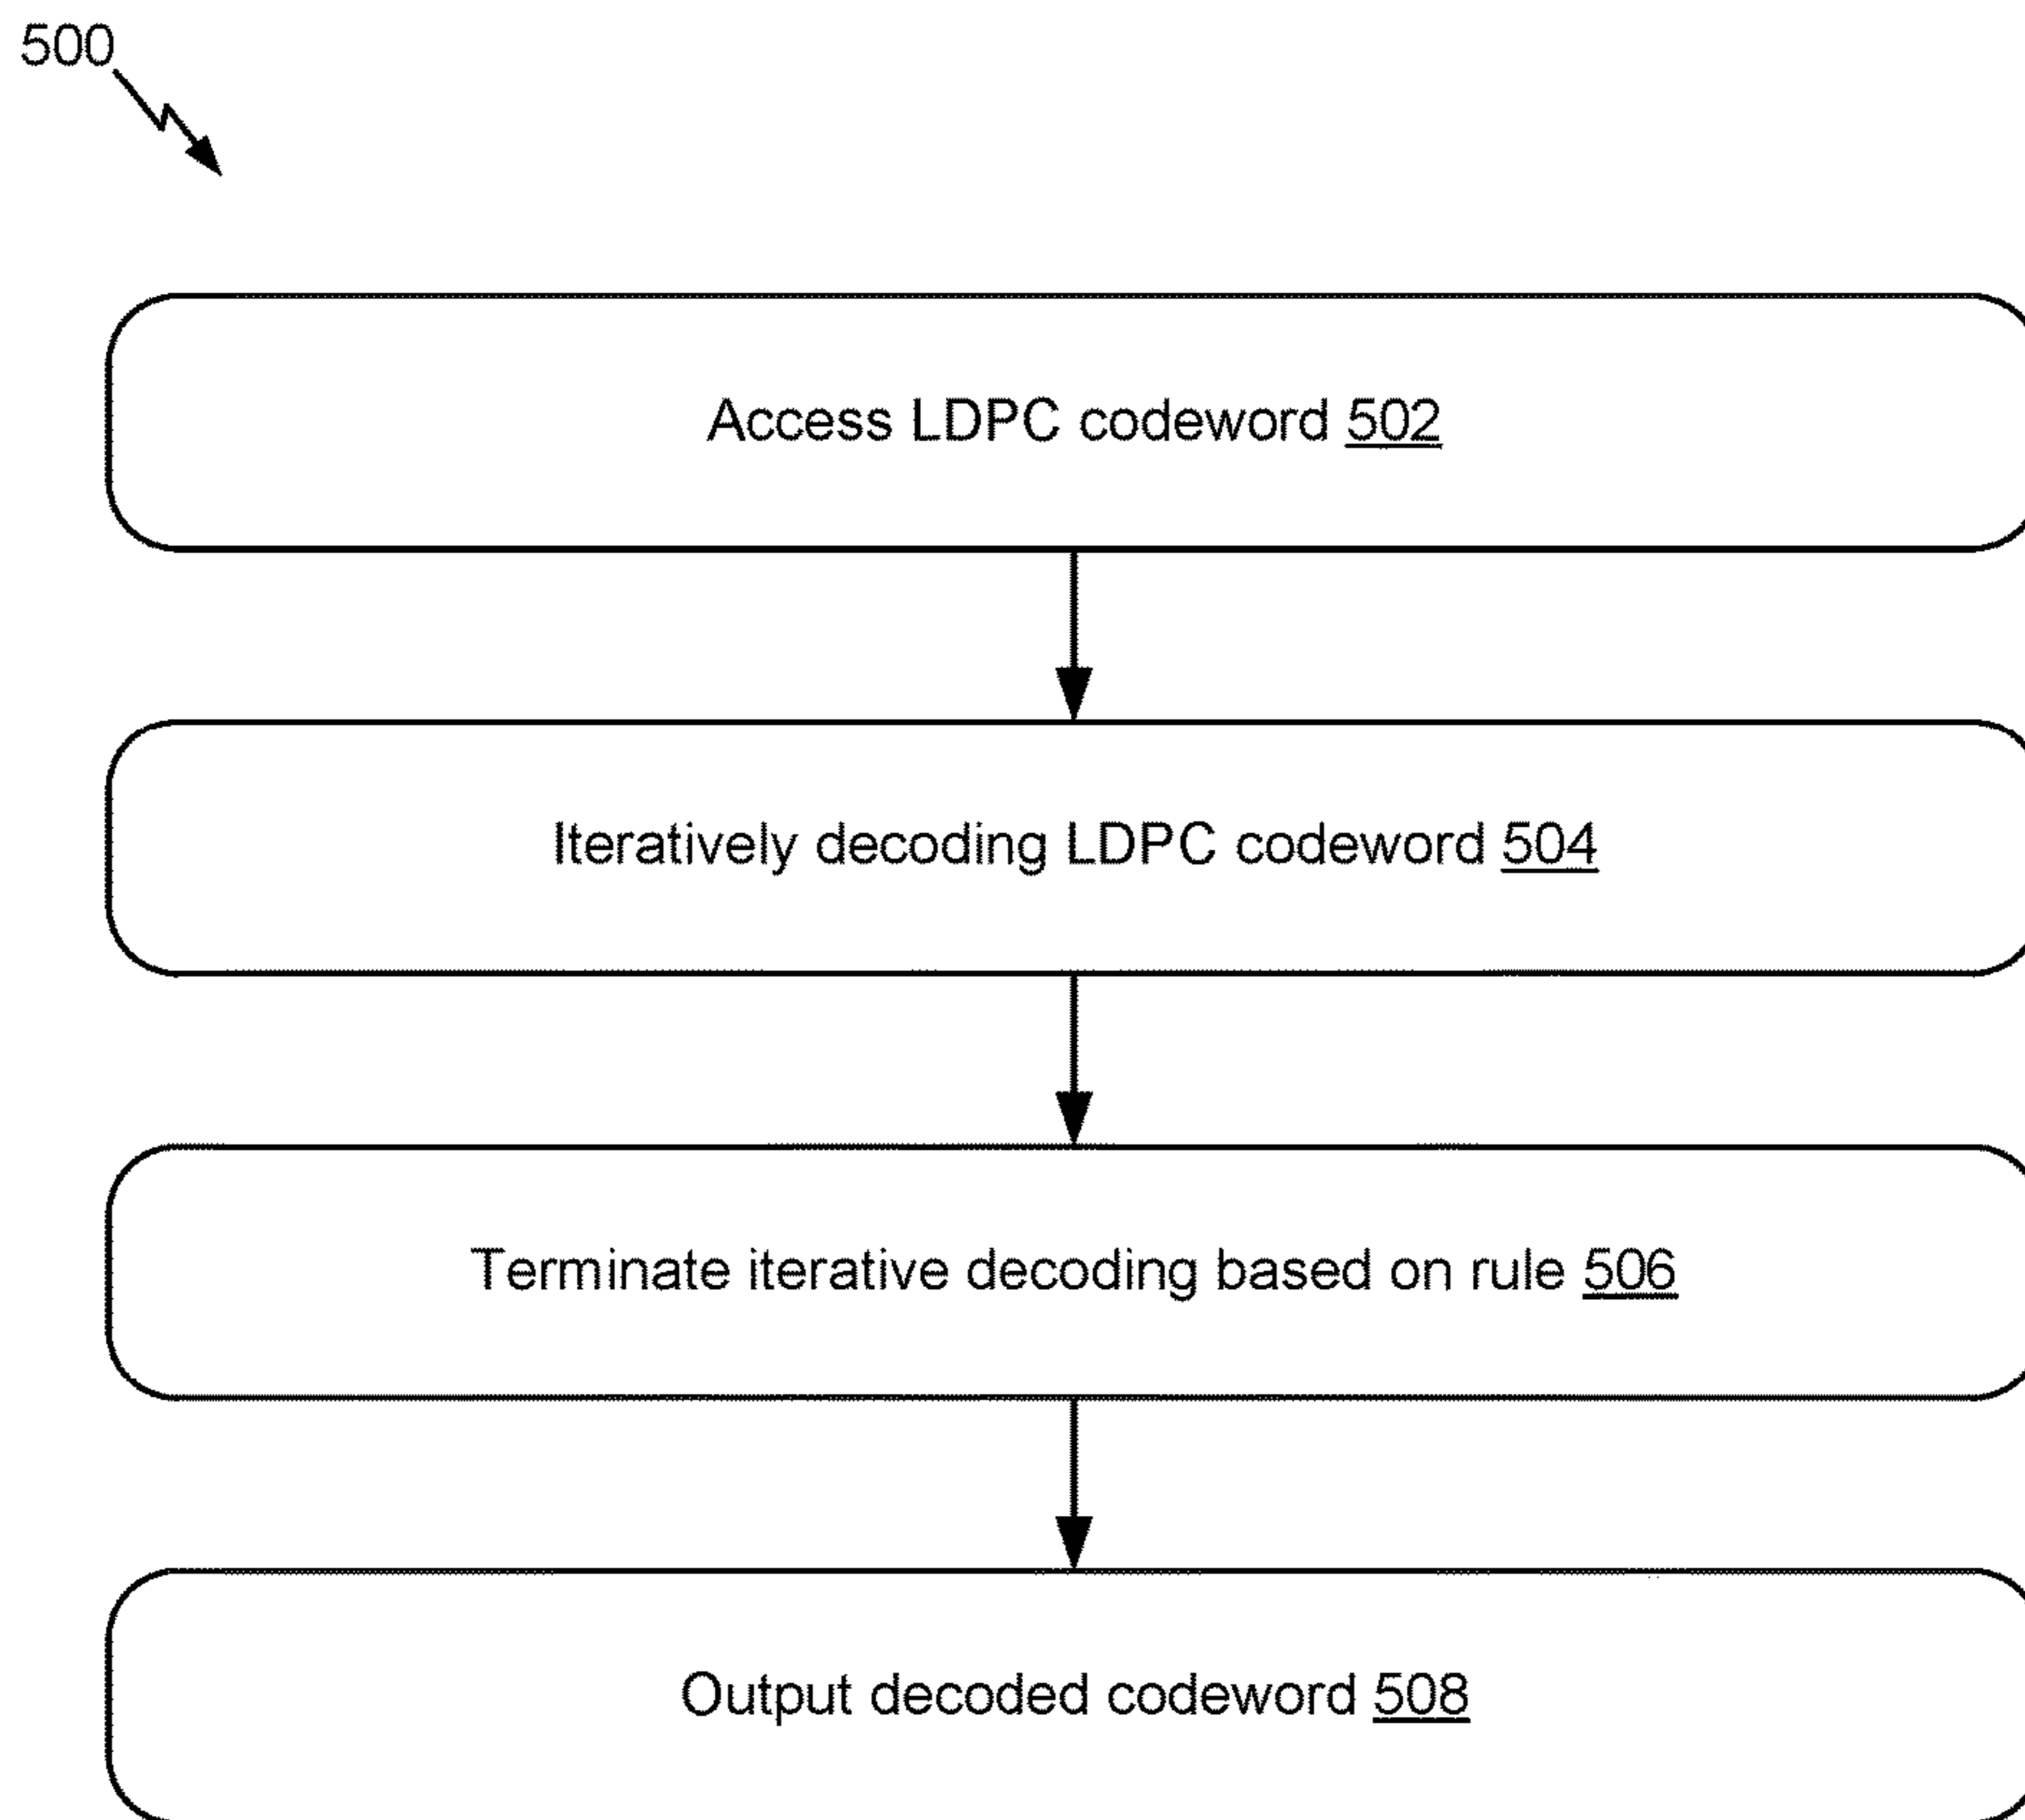 500
Access LDPC codeword 502
Iteratively decoding LDPC codeword 504
Terminate iterative decoding based on rule 506
Output decoded codeword 508